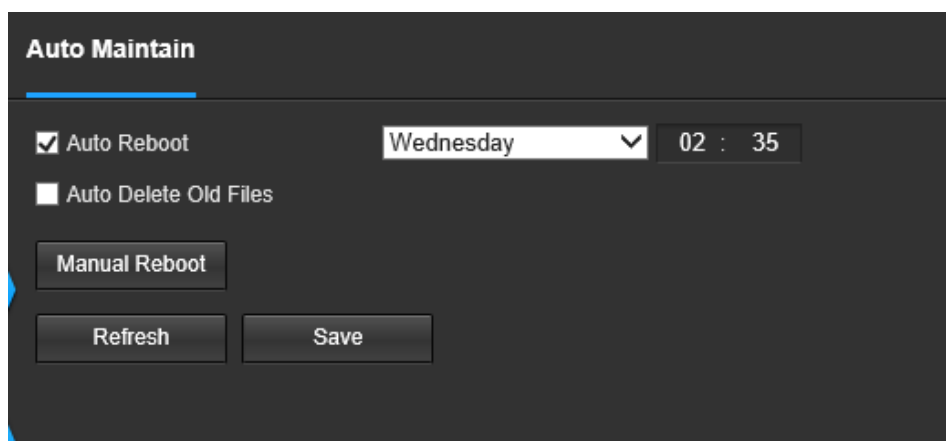 Auto Maintain
Auto Reboot Wednesday 02 : 35
Auto Delete Old Files
Manual Reboot
Refresh Save